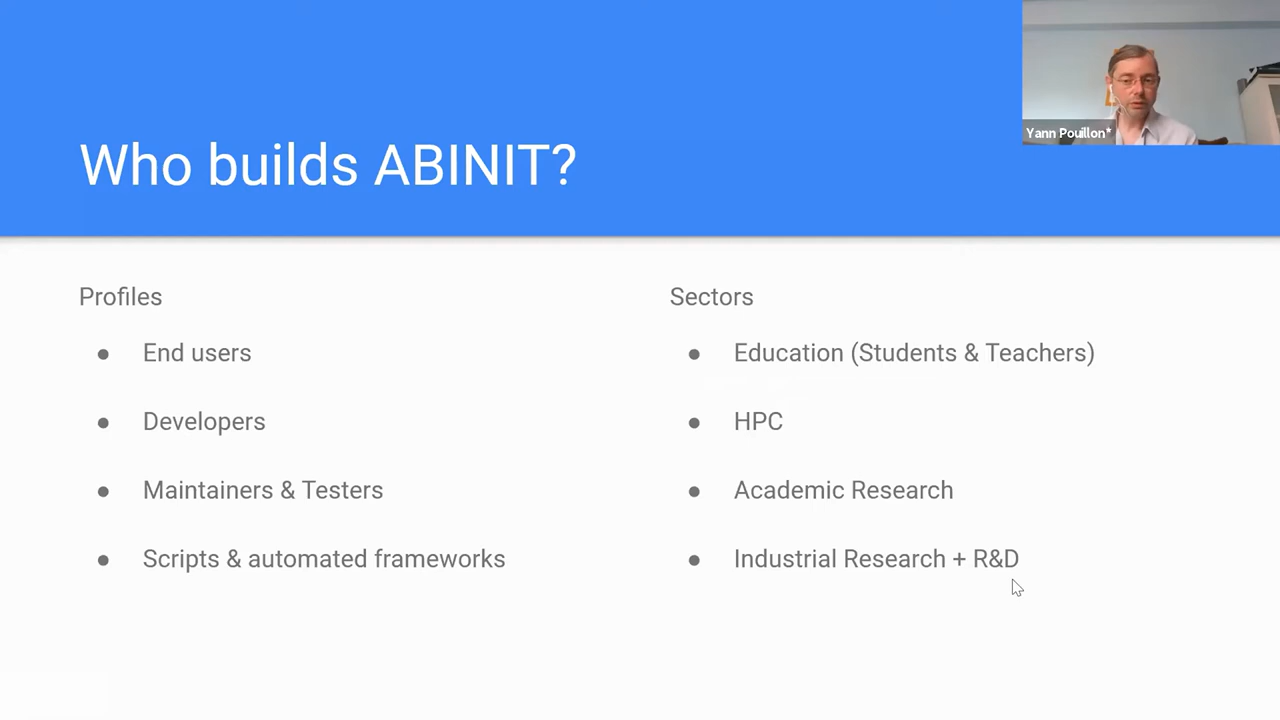 Who builds ABINIT?
Yann Pouillon*
Profiles
● End users
● Developers
● Maintainers & Testers
● Scripts & automated frameworks
Sectors
● Education (Students & Teachers)
● HPC
● Academic Research
● Industrial Research + R&D